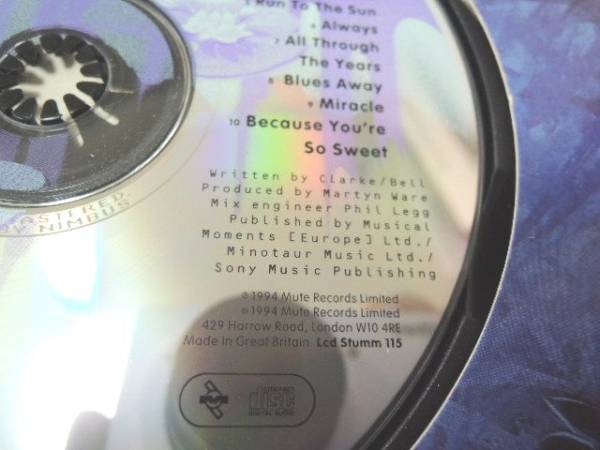 5 Run To The Sun
6 Always
7 All Through
The Years
8 Blues Away
9 Miracle
10 Because You're
So Sweet
Written by Clarke/Bell
Produced by Martyn Ware
Mix engineer Phil Legg
Published by Musical
Moments [Europe] Ltd./
Minotaur Music Ltd./
Sony Music Publishing
℗ 1994 Mute Records Limited
© 1994 Mute Records Limited
429 Harrow Road, London W10 4RE
Made In Great Britain Lcd Stumm 115
COMPACT
disc
DIGITAL AUDIO
MASTERED
NIMBUS